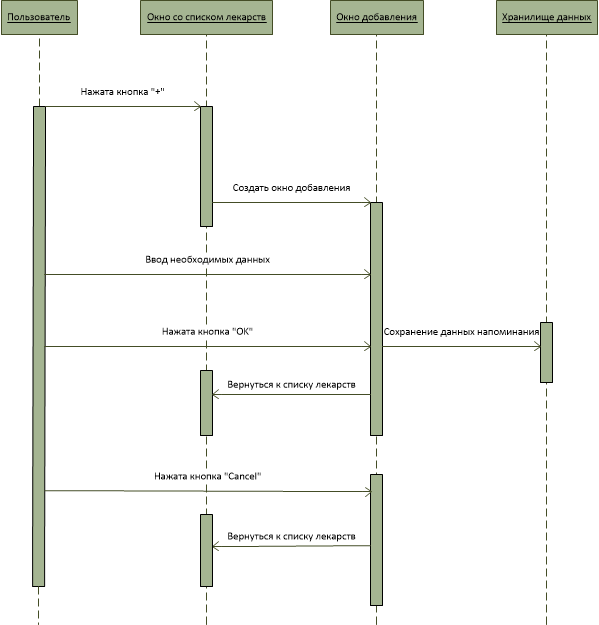 Пользователь
Окно со списком лекарств
Окно добавления
Хранилище данных
Нажата кнопка "+"
Создать окно добавления
Ввод необходимых данных
Нажата кнопка "ОК"
Сохранение данных напоминания
Вернуться к списку лекарств
Нажата кнопка "Cancel"
Вернуться к списку лекарств